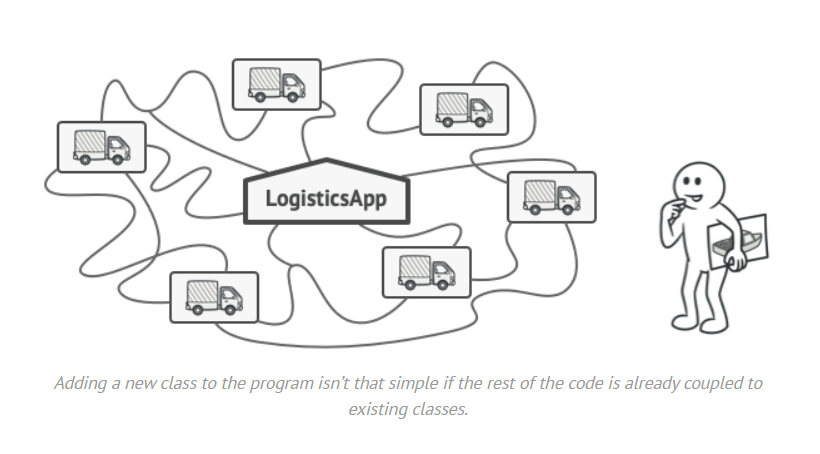 LogisticsApp
Adding a new class to the program isn’t that simple if the rest of the code is already coupled to
existing classes.